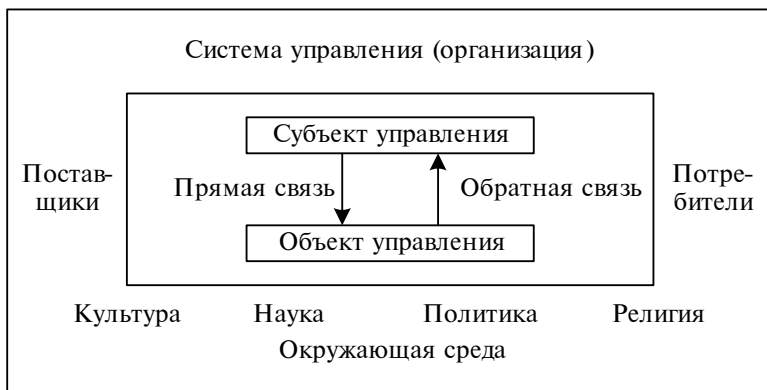 Система управления (организация)
Субъект управления
Постав-
щики
Прямая связь
Обратная связь
Потре-
бители
Объект управления
Культура Наука Политика Религия
Окружающая среда